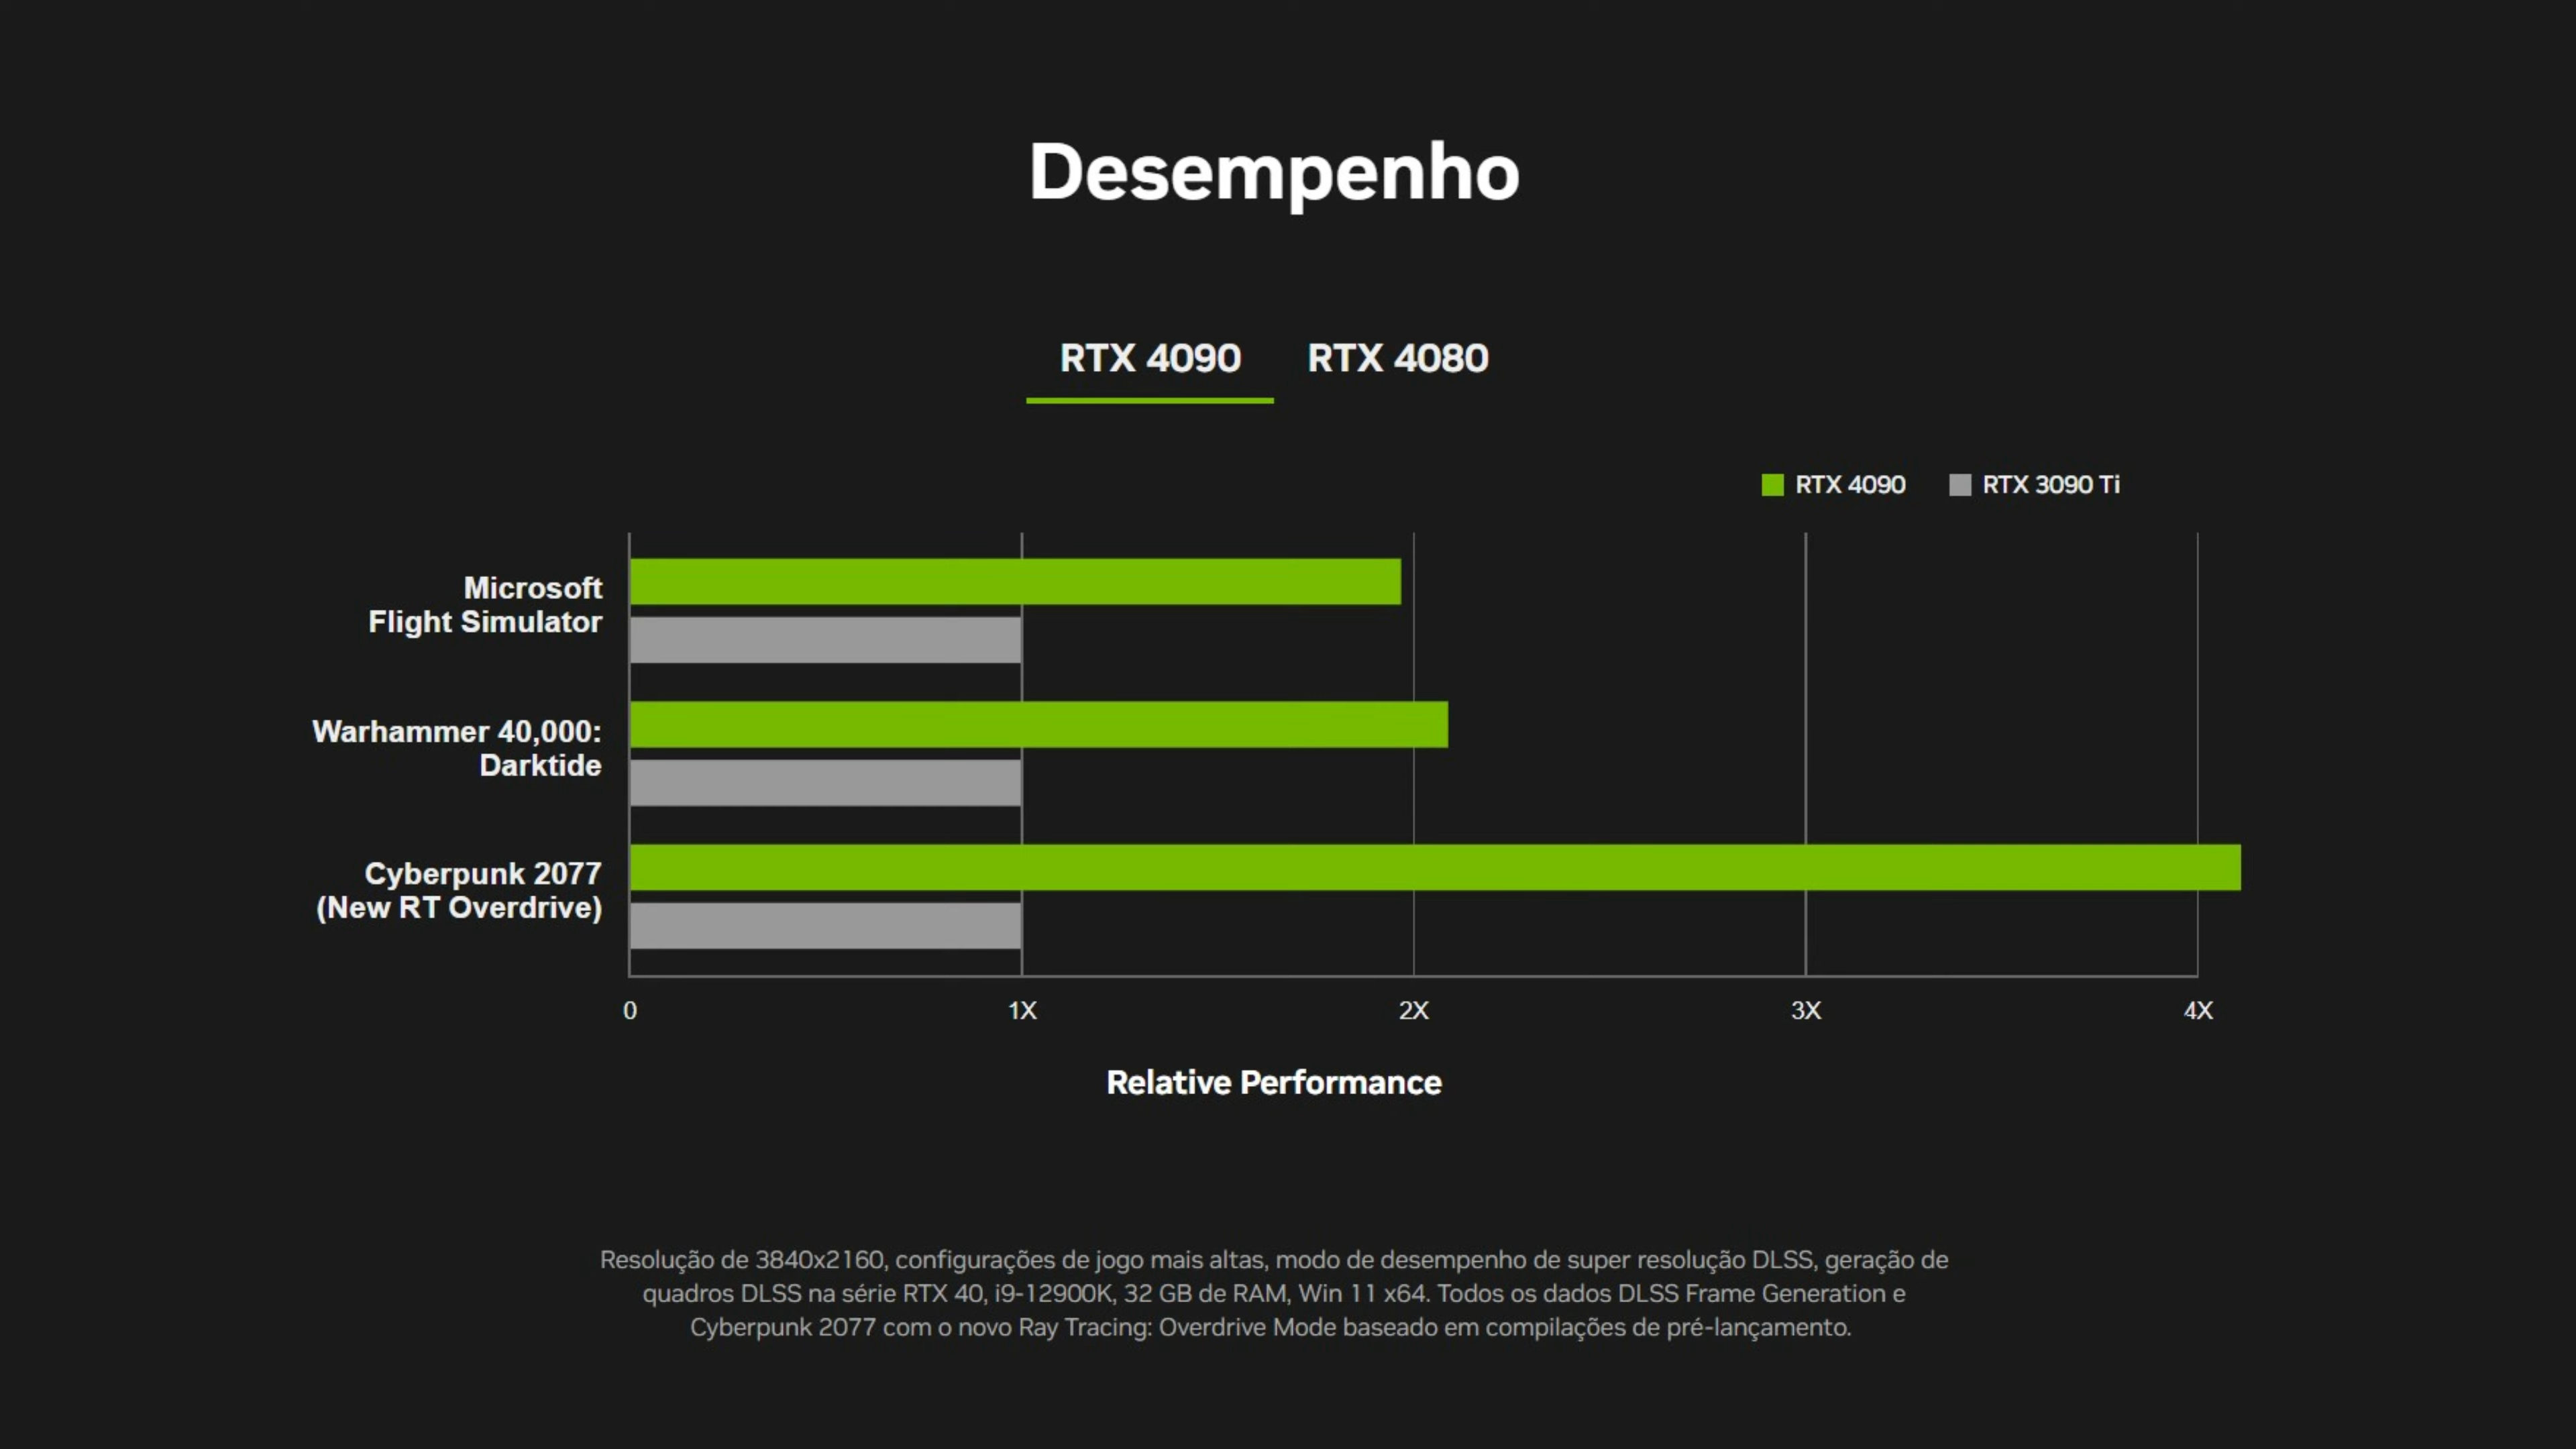 Desempenho
RTX 4090 RTX 4080
RTX 4090 RTX 3090 Ti
Microsoft
Flight Simulator
Warhammer 40,000:
Darktide
Cyberpunk 2077
(New RT Overdrive)
0 1X 2X 3X 4X
Relative Performance
Resolução de 3840x2160, configurações de jogo mais altas, modo de desempenho de super resolução DLSS, geração de
quadros DLSS na série RTX 40, i9-12900K, 32 GB de RAM, Win 11 x64. Todos os dados DLSS Frame Generation e
Cyberpunk 2077 com o novo Ray Tracing: Overdrive Mode baseado em compilações de pré-lançamento.